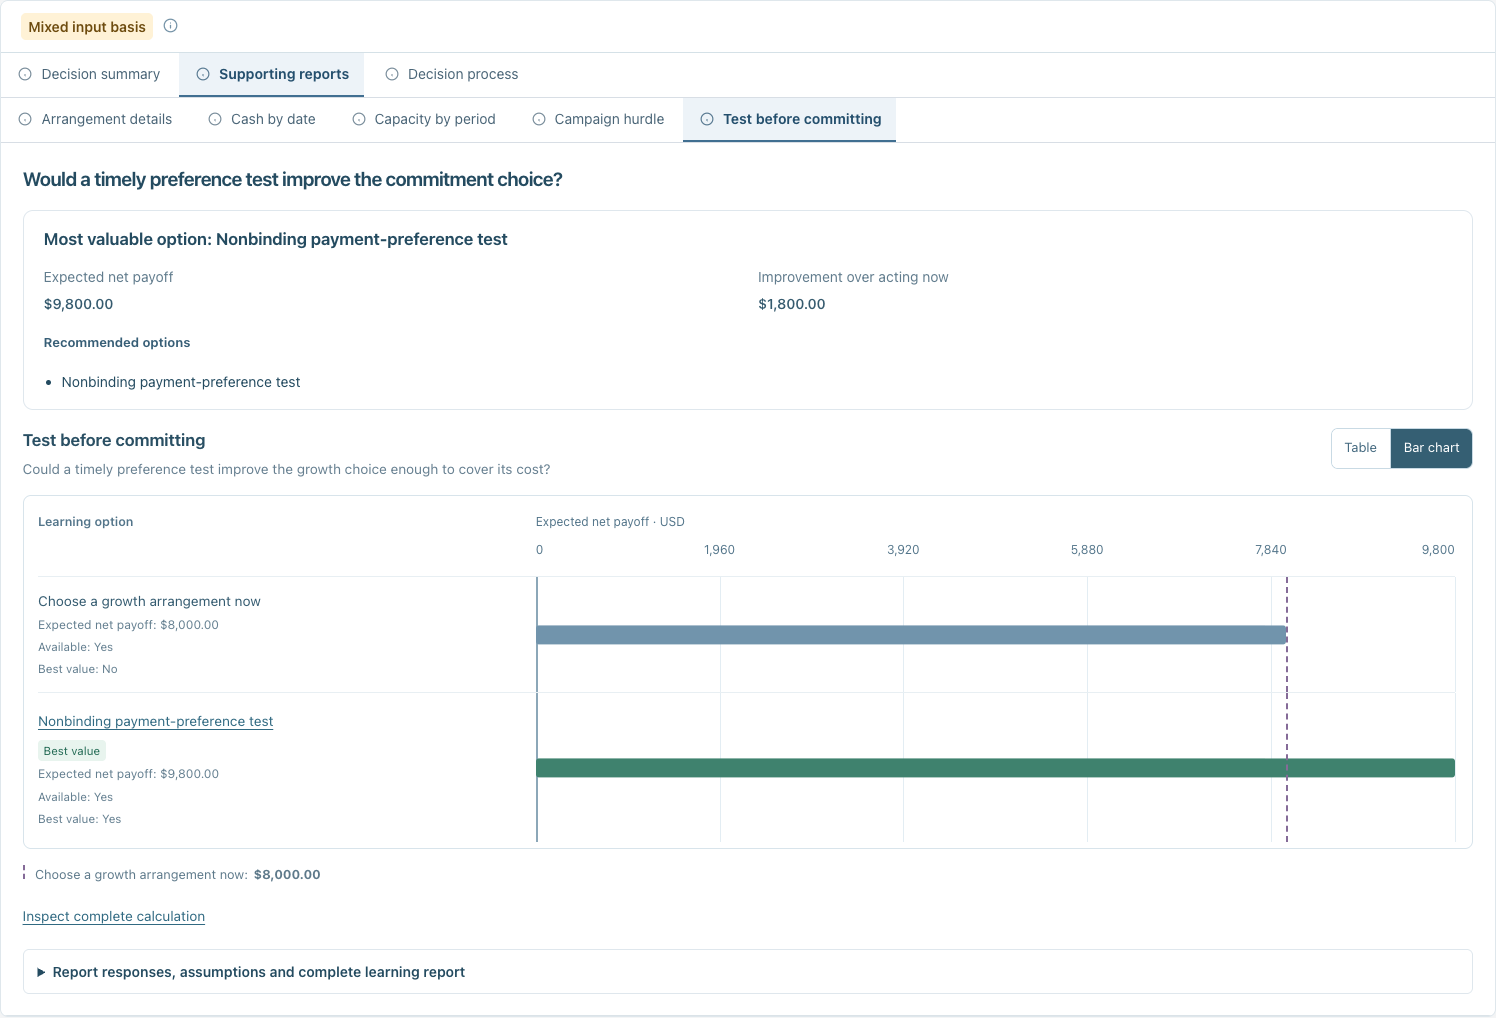 Mixed input basis
Decision summary
Supporting reports
Decision process
Arrangement details
Cash by date
Capacity by period
Campaign hurdle
Test before committing
Would a timely preference test improve the commitment choice?
Most valuable option: Nonbinding payment-preference test
Expected net payoff
$9,800.00
Improvement over acting now
$1,800.00
Recommended options
• Nonbinding payment-preference test
Test before committing
Could a timely preference test improve the growth choice enough to cover its cost?
Table
Bar chart
Learning option
Expected net payoff · USD
0
1,960
3,920
5,880
7,840
9,800
Choose a growth arrangement now
Expected net payoff: $8,000.00
Available: Yes
Best value: No
Nonbinding payment-preference test
Best value
Expected net payoff: $9,800.00
Available: Yes
Best value: Yes
Choose a growth arrangement now: $8,000.00
Inspect complete calculation
Report responses, assumptions and complete learning report